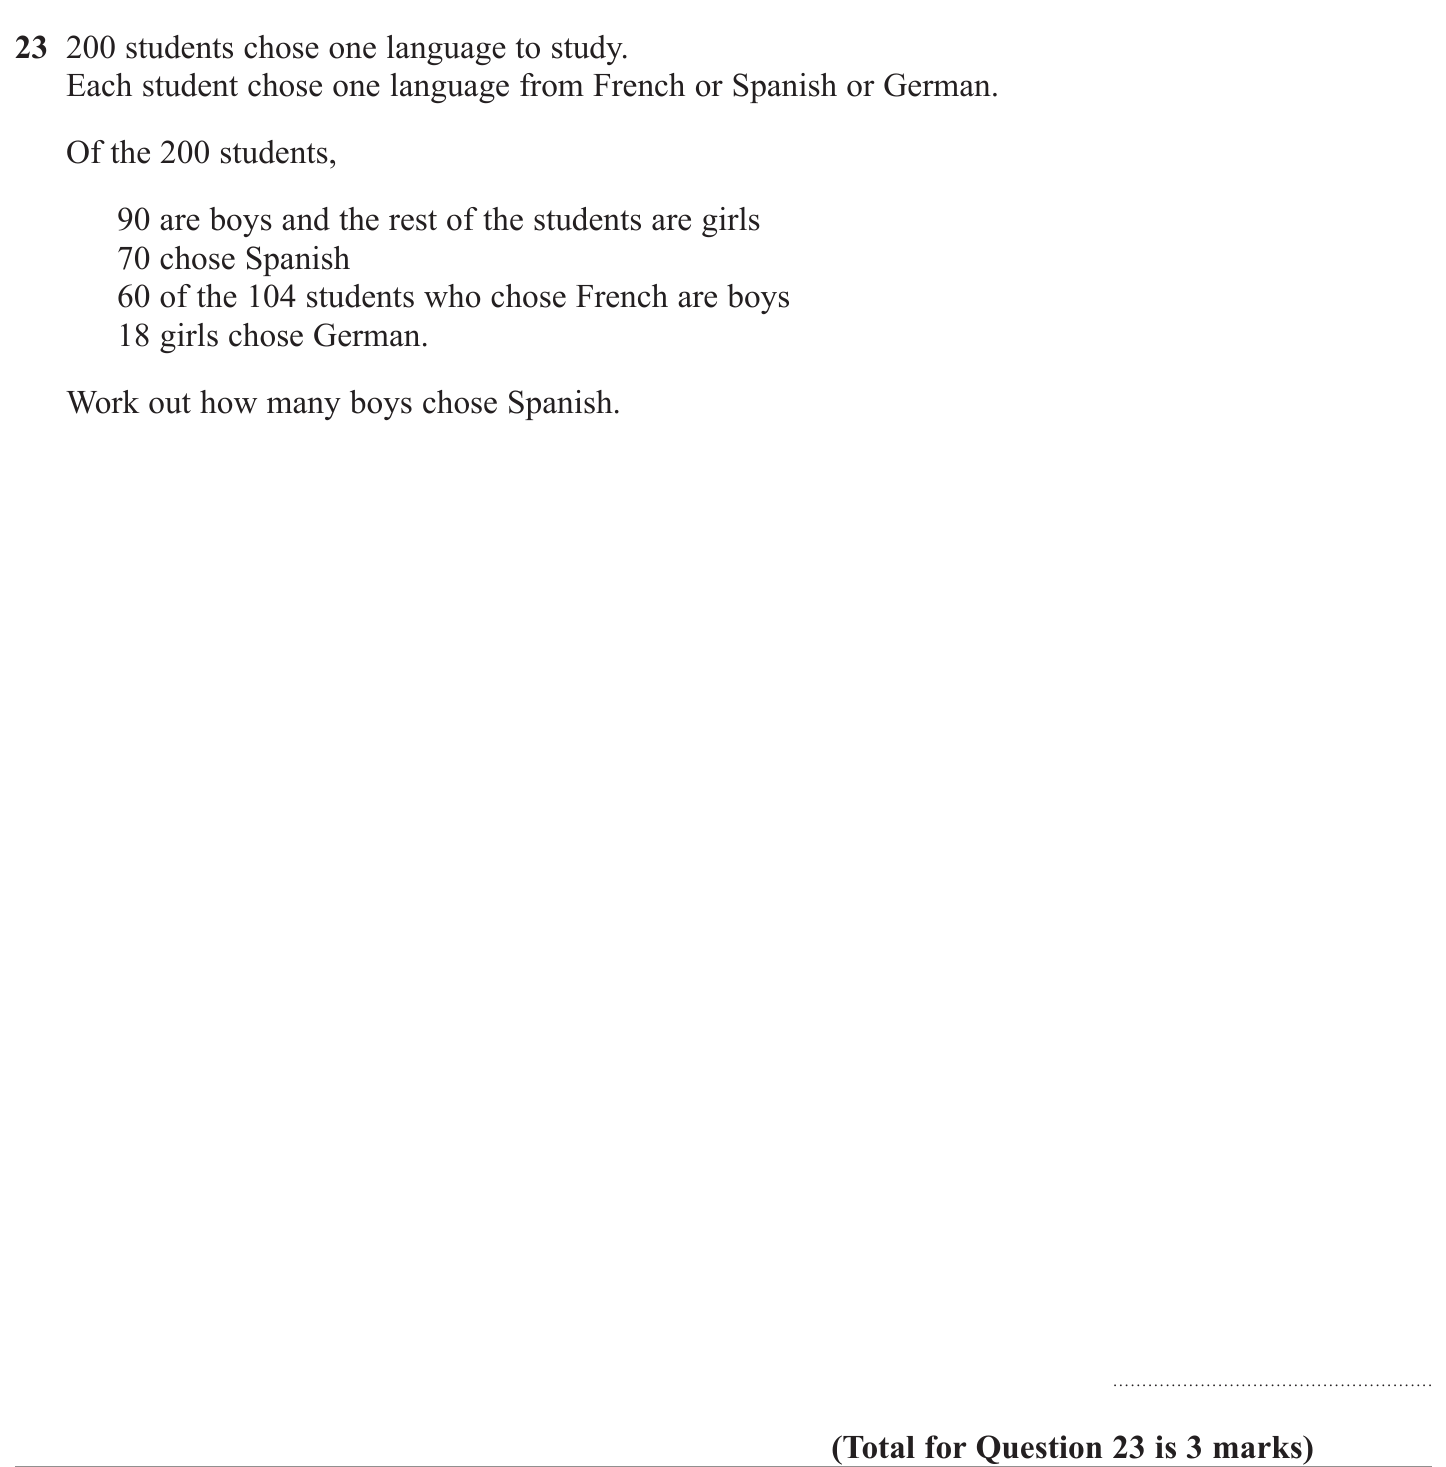 23 200 students chose one language to study.
Each student chose one language from French or Spanish or German.
Of the 200 students,
90 are boys and the rest of the students are girls
70 chose Spanish
60 of the 104 students who chose French are boys
18 girls chose German.
Work out how many boys chose Spanish.
(Total for Question 23 is 3 marks)